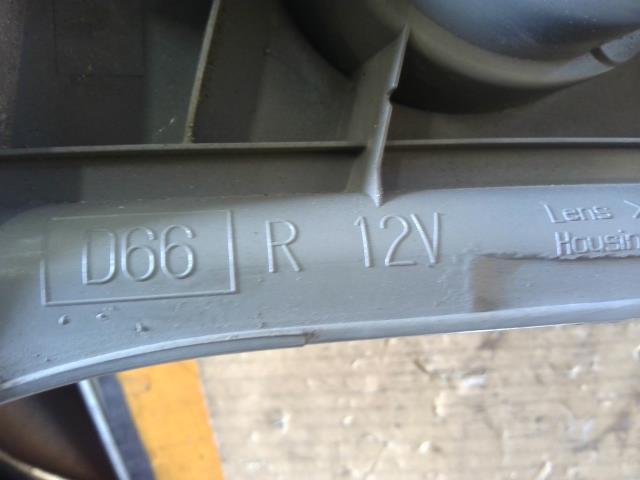 D66 R 12V
Lens >
Housin